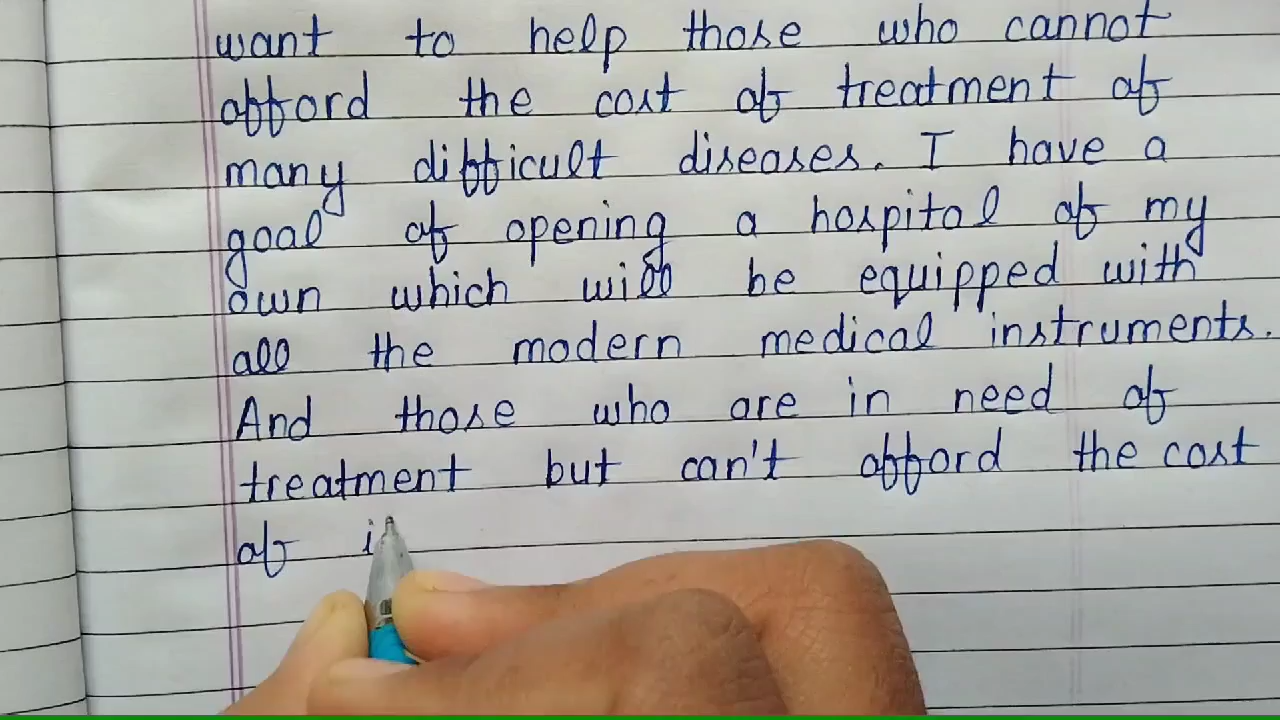 want to help those who cannot
afford the cost of treatment of
many difficult diseases. I have a
goal of opening a hospital of my
own which will be equipped with
all the modern medical instruments.
And those who are in need of
treatment but can't afford the cost
of i